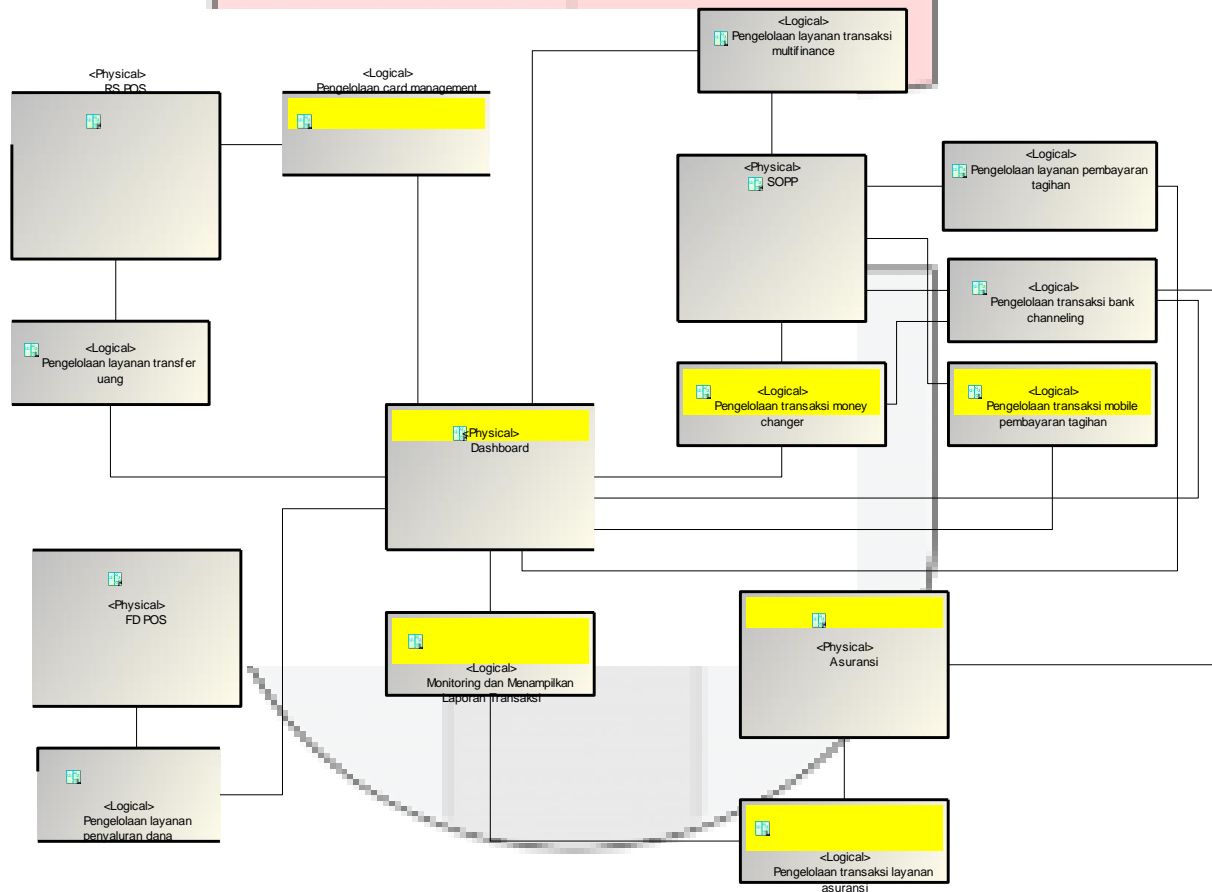 <Logical>
Pengelolaan layanan transaksi
multifinance
<Physical>
RS POS
<Logical>
Pengelolaan card management
<Physical>
SOPP
<Logical>
Pengelolaan layanan pembayaran
tagihan
<Logical>
Pengelolaan transaksi bank
channeling
<Logical>
Pengelolaan layanan transfer
uang
<Logical>
Pengelolaan transaksi money
changer
<Logical>
Pengelolaan transaksi mobile
pembayaran tagihan
<Physical>
Dashboard
<Physical>
FD POS
<Logical>
Monitoring dan Menampilkan
Laporan Transaksi
<Physical>
Asuransi
<Logical>
Pengelolaan layanan
penyaluran dana
<Logical>
Pengelolaan transaksi layanan
asuransi